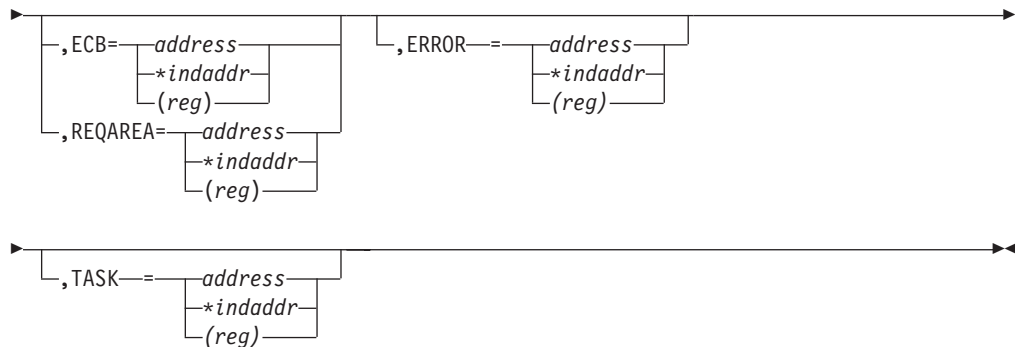 ,ECB= address ,ERROR = address
*indaddr *indaddr
(reg) (reg)
,REQAREA= address
*indaddr
(reg)
,TASK = address
*indaddr
(reg)